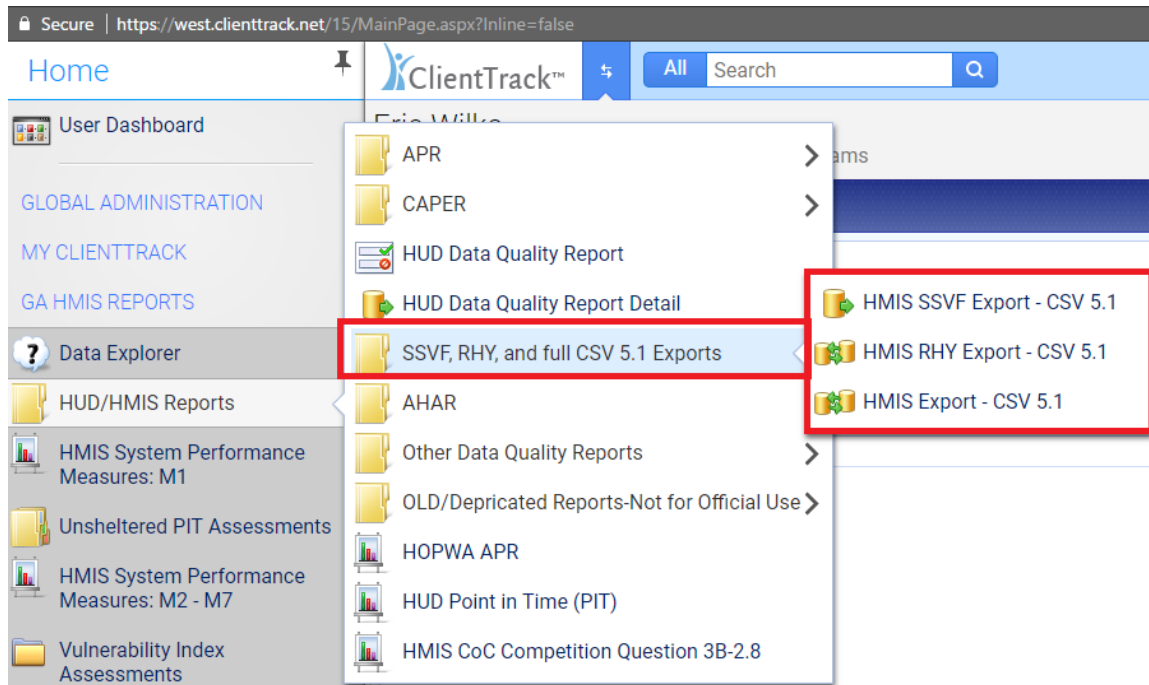 Secure | https://west.clienttrack.net/15/MainPage.aspx?Inline=false
Home
ClientTrack™
All
Search
User Dashboard
GLOBAL ADMINISTRATION
MY CLIENTTRACK
GA HMIS REPORTS
Data Explorer
HUD/HMIS Reports
HMIS System Performance
Measures: M1
Unsheltered PIT Assessments
HMIS System Performance
Measures: M2 - M7
Vulnerability Index
Assessments
APR
CAPER
HUD Data Quality Report
HUD Data Quality Report Detail
SSVF, RHY, and full CSV 5.1 Exports
AHAR
Other Data Quality Reports
OLD/Depricated Reports-Not for Official Use
HOPWA APR
HUD Point in Time (PIT)
HMIS CoC Competition Question 3B-2.8
HMIS SSVF Export - CSV 5.1
HMIS RHY Export - CSV 5.1
HMIS Export - CSV 5.1